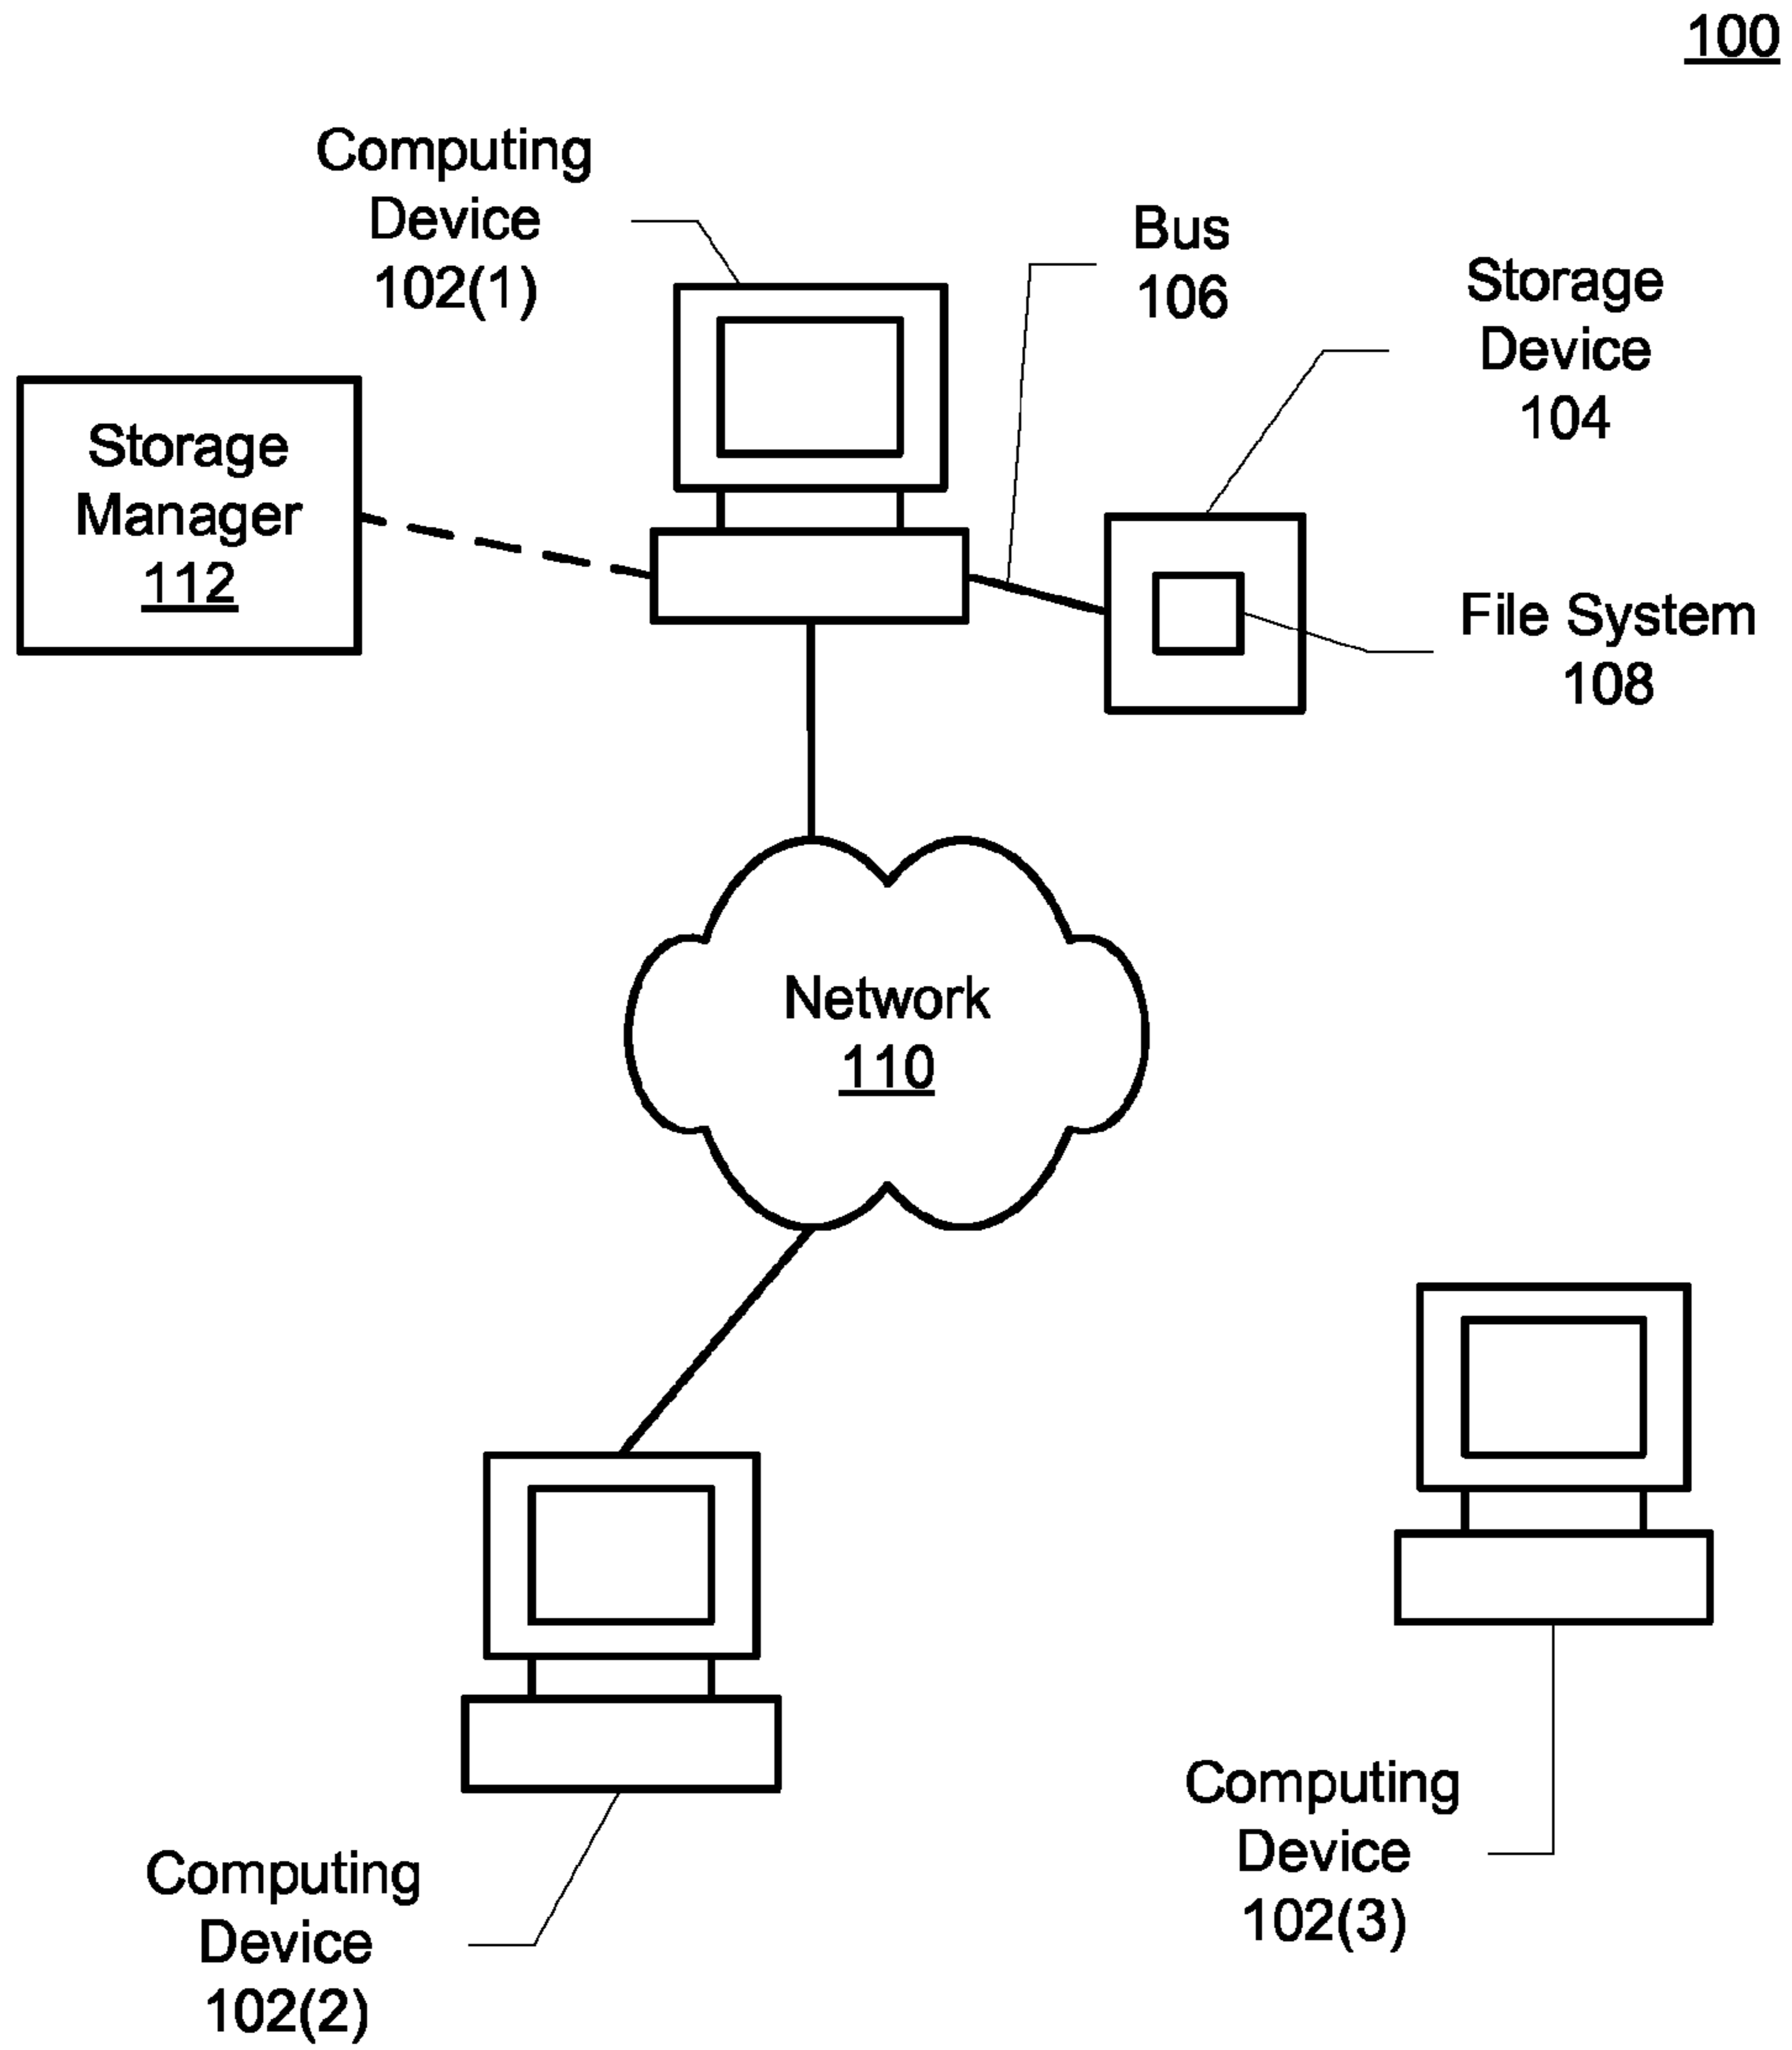 100
Computing
Device
102(1)
Bus
106
Storage
Device
104
Storage
Manager
112
File System
108
Network
110
Computing
Device
102(3)
Computing
Device
102(2)